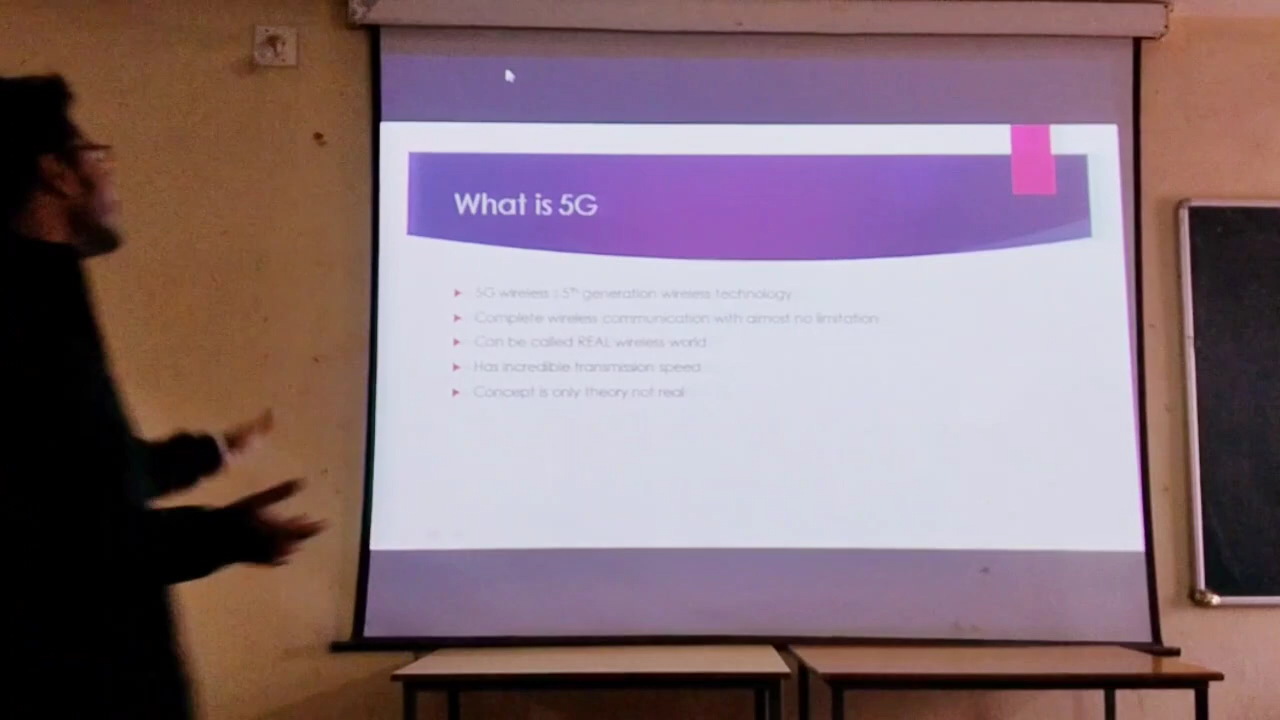 What is 5G
5G wireless : 5th generation wireless technology
Complete wireless communication with almost no limitation
Can be called REAL wireless world
Has incredible transmission speed
Concept is only theory not real